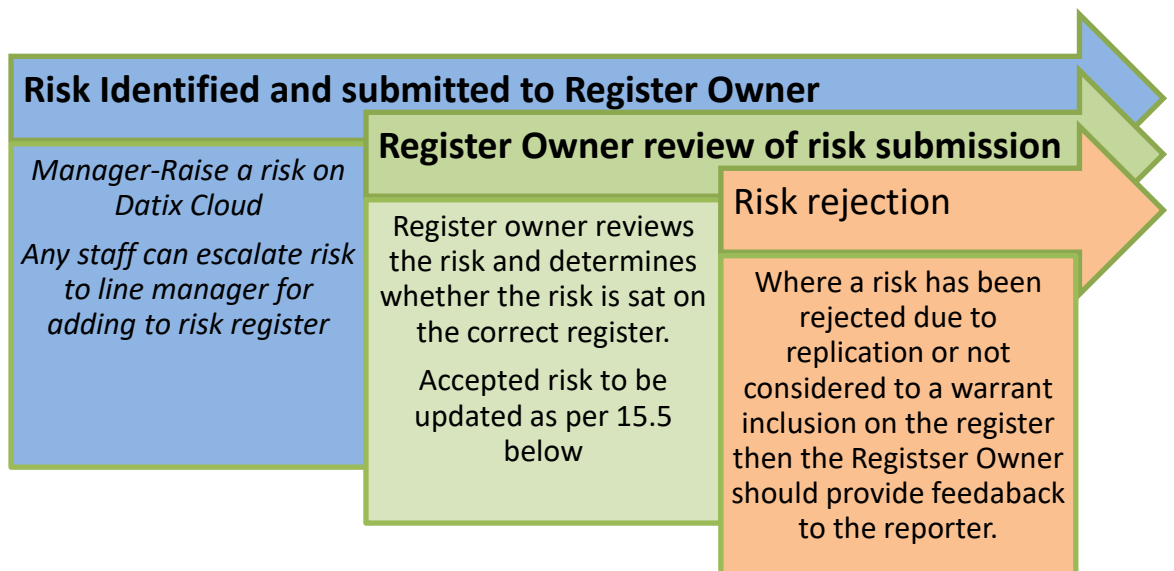 Risk Identified and submitted to Register Owner
Manager-Raise a risk on
Datix Cloud
Any staff can escalate risk
to line manager for
adding to risk register
Register Owner review of risk submission
Register owner reviews
the risk and determines
whether the risk is sat on
the correct register.
Accepted risk to be
updated as per 15.5
below
Risk rejection
Where a risk has been
rejected due to
replication or not
considered to a warrant
inclusion on the register
then the Registser Owner
should provide feedaback
to the reporter.